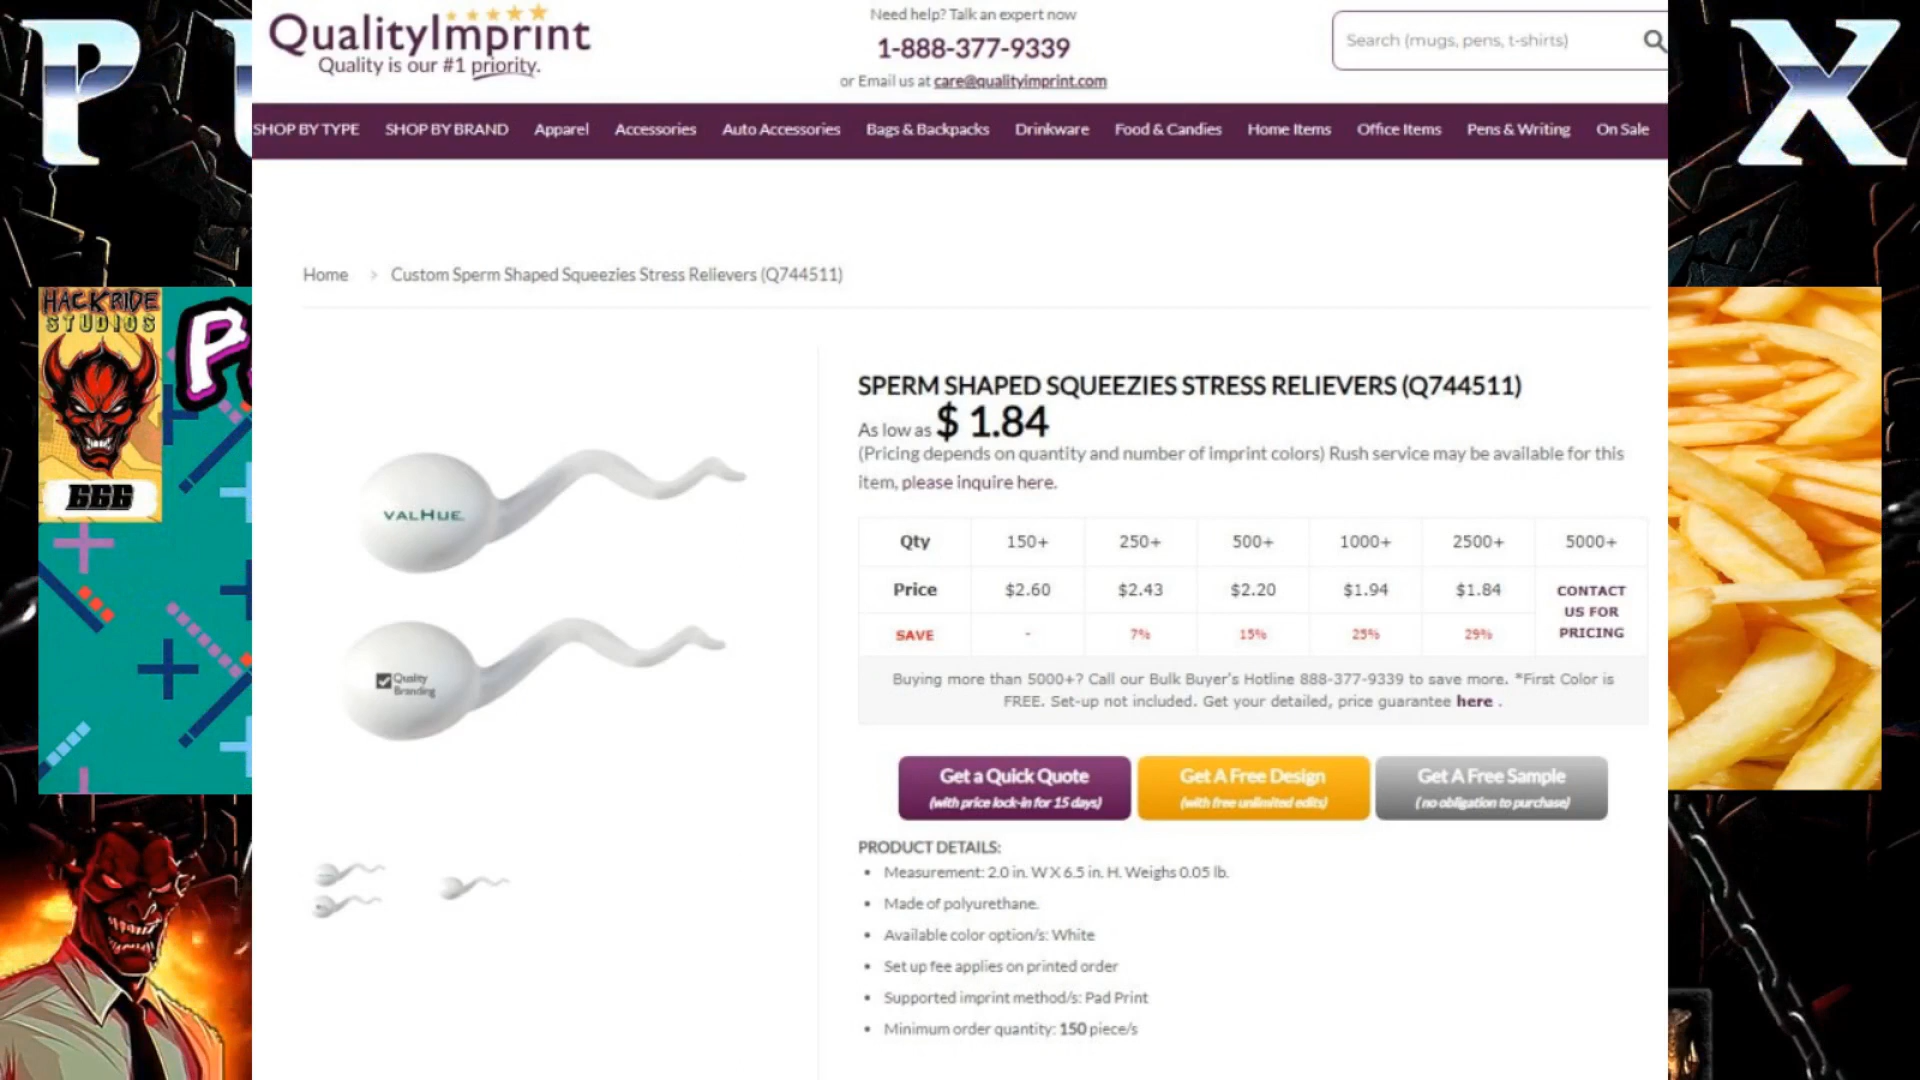 P
X
QualityImprint
Quality is our #1 priority.
Need help? Talk an expert now
1-888-377-9339
or Email us at care@qualityimprint.com
Search (mugs, pens, t-shirts)
SHOP BY TYPE SHOP BY BRAND Apparel Accessories Auto Accessories Bags & Backpacks Drinkware Food & Candies Home Items Office Items Pens & Writing On Sale
Home > Custom Sperm Shaped Squeezies Stress Relievers (Q744511)
HACKRIDE
STUDIOS
666
P
VALHUE
Quality
Branding
SPERM SHAPED SQUEEZIES STRESS RELIEVERS (Q744511)
As low as $ 1.84
(Pricing depends on quantity and number of imprint colors) Rush service may be available for this
item, please inquire here.
Qty 150+ 250+ 500+ 1000+ 2500+ 5000+
Price $2.60 $2.43 $2.20 $1.94 $1.84 CONTACT
US FOR
PRICING
SAVE - 7% 15% 25% 29%
Buying more than 5000+? Call our Bulk Buyer's Hotline 888-377-9339 to save more. *First Color is
FREE. Set-up not included. Get your detailed, price guarantee here .
Get a Quick Quote
(with price lock-in for 15 days)
Get A Free Design
(with free unlimited edits)
Get A Free Sample
( no obligation to purchase)
PRODUCT DETAILS:
• Measurement: 2.0 in. W X 6.5 in. H. Weighs 0.05 lb.
• Made of polyurethane.
• Available color option/s: White
• Set up fee applies on printed order
• Supported imprint method/s: Pad Print
• Minimum order quantity: 150 piece/s